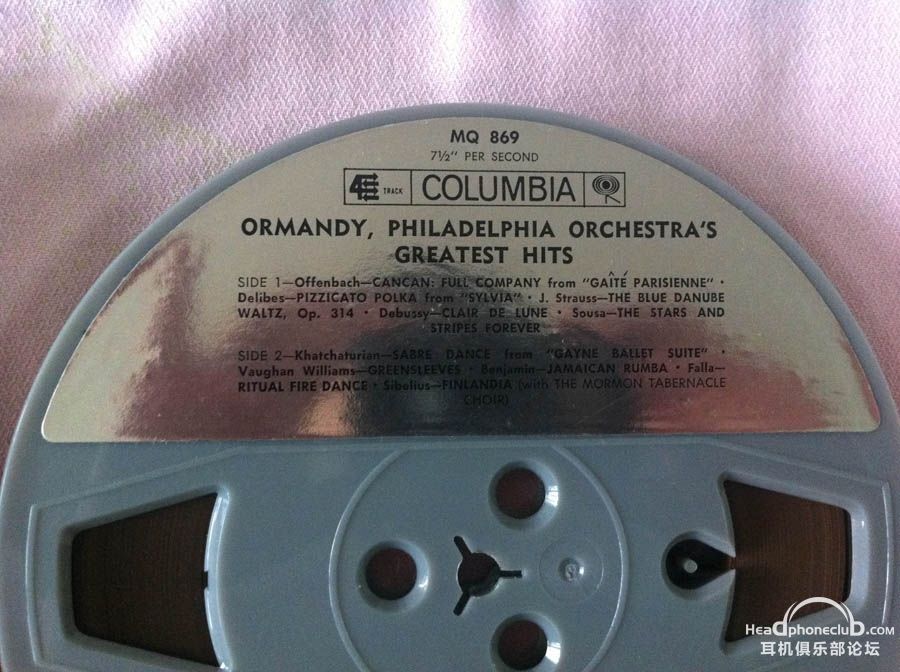 MQ 869
7½" PER SECOND
4 TRACK COLUMBIA
ORMANDY, PHILADELPHIA ORCHESTRA'S
GREATEST HITS
SIDE 1—Offenbach—CANCAN: FULL COMPANY from "GAÎTÉ PARISIENNE" •
Delibes—PIZZICATO POLKA from "SYLVIA" • J. Strauss—THE BLUE DANUBE
WALTZ, Op. 314 • Debussy—CLAIR DE LUNE • Sousa—THE STARS AND
STRIPES FOREVER
SIDE 2—Khatchaturian—SABRE DANCE from "GAYNE BALLET SUITE" •
Vaughan Williams—GREENSLEEVES • Benjamin—JAMAICAN RUMBA • Falla—
RITUAL FIRE DANCE • Sibelius—FINLANDIA (with THE MORMON TABERNACLE
CHOIR)
2
Headphoneclub.com
耳机俱乐部论坛